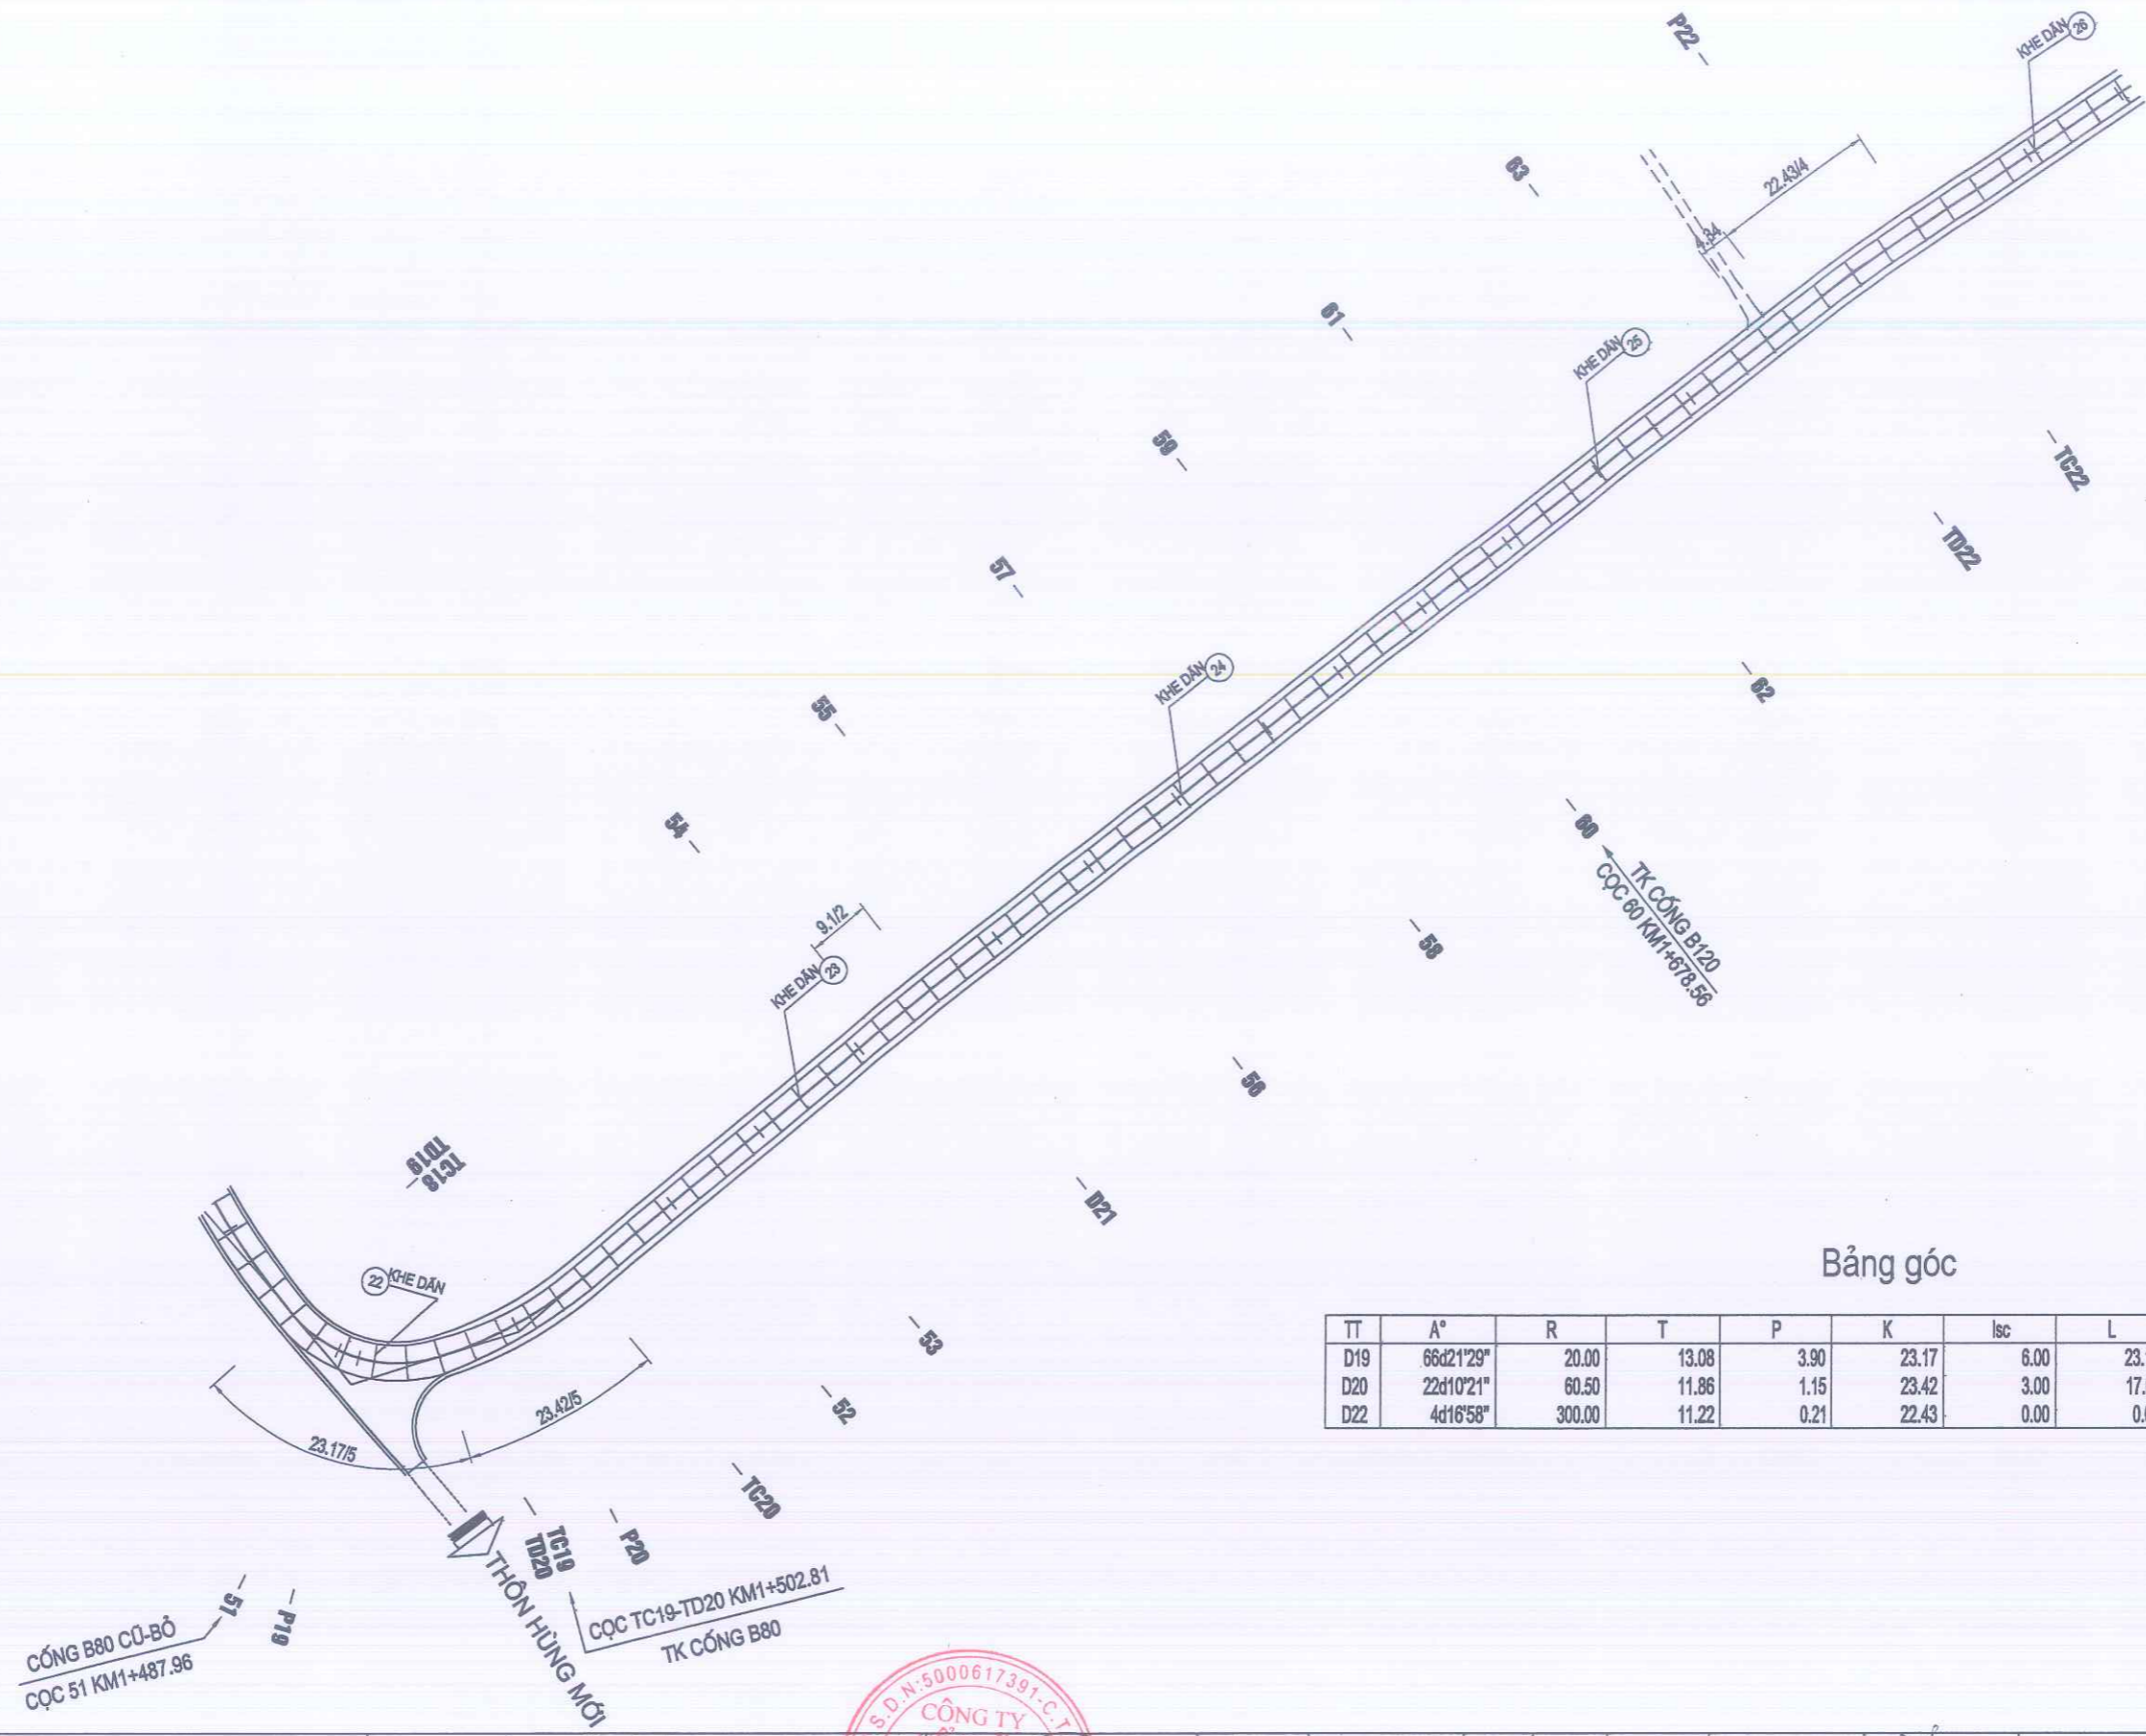 P22
KHE DÃN 26
63
22.43/4
4.34
61
KHE DÃN 25
59
TC22
57
TD22
KHE DÃN 24
62
55
54
60
TK CỐNG B120
CỌC 60 KM1+678.56
9.1/2
58
KHE DÃN 23
56
TD19
TC18
D21
22 KHE DÃN
53
52
23.42/5
23.17/5
TC20
Bảng góc
TT A° R T P K Isc L
D19 66d21'29" 20.00 13.08 3.90 23.17 6.00 23.
D20 22d10'21" 60.50 11.86 1.15 23.42 3.00 17.
D22 4d16'58" 300.00 11.22 0.21 22.43 0.00 0.
TC19
TD20
P20
THÔN HÙNG MỚI
CỌC TC19-TD20 KM1+502.81
TK CỐNG B80
51
P19
CỐNG B80 CŨ-BỎ
CỌC 51 KM1+487.96
S.D.N:5000617391-C.T
CÔNG TY